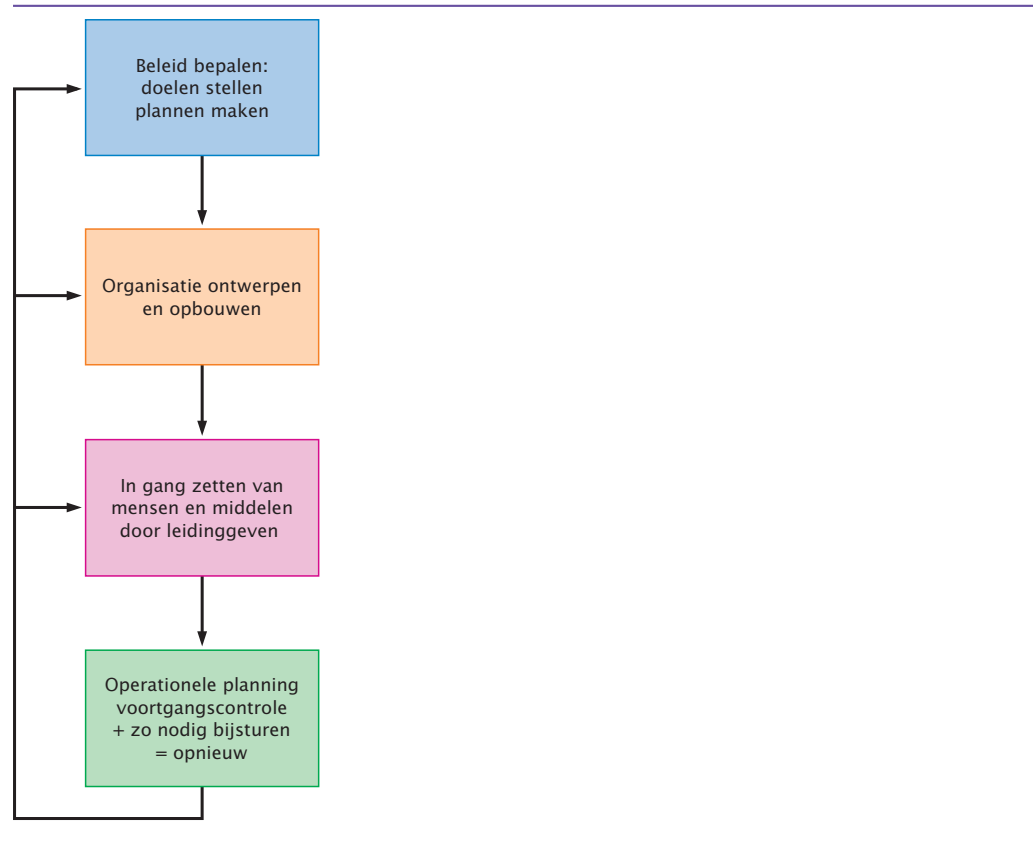 Beleid bepalen:
doelen stellen
plannen maken
Organisatie ontwerpen
en opbouwen
In gang zetten van
mensen en middelen
door leidinggeven
Operationele planning
voortgangscontrole
+ zo nodig bijsturen
= opnieuw